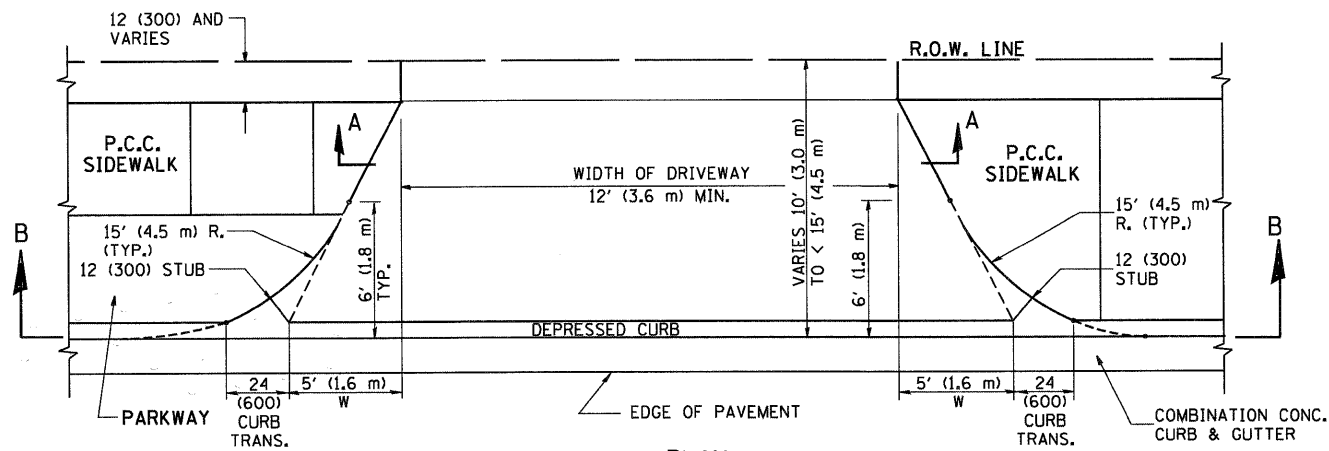 12 (300) AND
VARIES
R.O.W. LINE
A
A
P.C.C.
SIDEWALK
P.C.C.
SIDEWALK
WIDTH OF DRIVEWAY
12' (3.6 m) MIN.
VARIES 10' (3.0 m)
TO < 15' (4.5 m)
B
B
15' (4.5 m) R.
(TYP.)
12 (300) STUB
6' (1.8 m)
TYP.
6' (1.8 m)
15' (4.5 m)
R. (TYP.)
12 (300)
STUB
DEPRESSED CURB
24
(600)
CURB
TRANS.
5' (1.6 m)
W
5' (1.6 m)
W
24
(600)
CURB
TRANS.
PARKWAY
EDGE OF PAVEMENT
COMBINATION CONC.
CURB & GUTTER